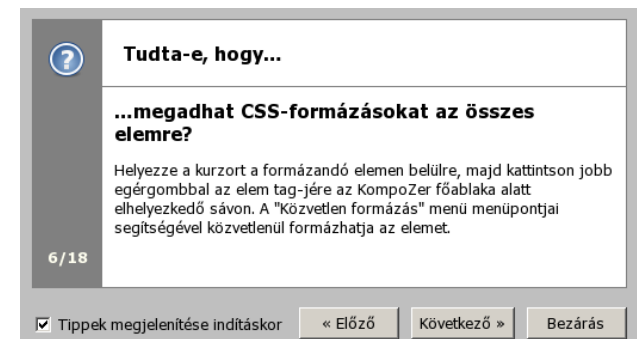 Tudta-e, hogy...
...megadhat CSS-formázásokat az összes
elemre?
Helyezze a kurzort a formázandó elemen belülre, majd kattintson jobb
egérgombbal az elem tag-jére az KompoZer főablaka alatt
elhelyezkedő sávon. A "Közvetlen formázás" menü menüpontjai
segítségével közvetlenül formázhatja az elemet.
6/18
Tippek megjelenítése indításkor « Előző Következő » Bezárás